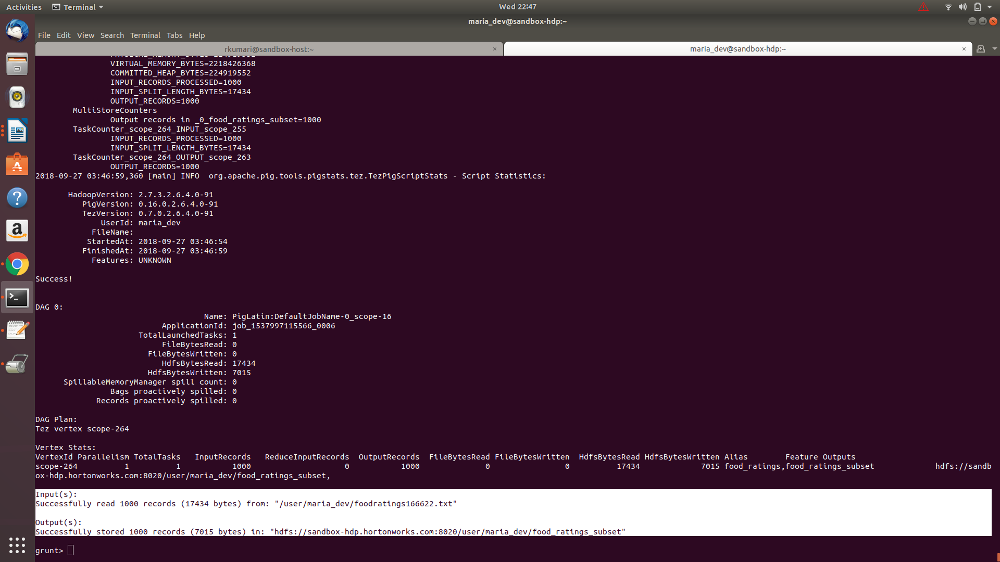 Activities
Terminal
Wed 22:47
maria_dev@sandbox-hdp:~
File Edit View Search Terminal Tabs Help
rkumari@sandbox-host:~
maria_dev@sandbox-hdp:~
VIRTUAL_MEMORY_BYTES=2218426368
COMMITTED_HEAP_BYTES=224919552
INPUT_RECORDS_PROCESSED=1000
INPUT_SPLIT_LENGTH_BYTES=17434
OUTPUT_RECORDS=1000
MultiStoreCounters
Output records in _0_food_ratings_subset=1000
TaskCounter_scope_264_INPUT_scope_255
INPUT_RECORDS_PROCESSED=1000
INPUT_SPLIT_LENGTH_BYTES=17434
TaskCounter_scope_264_OUTPUT_scope_263
OUTPUT_RECORDS=1000
2018-09-27 03:46:59,360 [main] INFO  org.apache.pig.tools.pigstats.tez.TezPigScriptStats - Script Statistics:
HadoopVersion: 2.7.3.2.6.4.0-91
PigVersion: 0.16.0.2.6.4.0-91
TezVersion: 0.7.0.2.6.4.0-91
UserId: maria_dev
FileName:
StartedAt: 2018-09-27 03:46:54
FinishedAt: 2018-09-27 03:46:59
Features: UNKNOWN
Success!
DAG 0:
Name: PigLatin:DefaultJobName-0_scope-16
ApplicationId: job_1537997115566_0006
TotalLaunchedTasks: 1
FileBytesRead: 0
FileBytesWritten: 0
HdfsBytesRead: 17434
HdfsBytesWritten: 7015
SpillableMemoryManager spill count: 0
Bags proactively spilled: 0
Records proactively spilled: 0
DAG Plan:
Tez vertex scope-264
Vertex Stats:
VertexId Parallelism TotalTasks   InputRecords   ReduceInputRecords  OutputRecords  FileBytesRead FileBytesWritten  HdfsBytesRead HdfsBytesWritten Alias        Feature Outputs
scope-264          1          1           1000                    0           1000              0                0          17434             7015 food_ratings,food_ratings_subset             hdfs://sandb
ox-hdp.hortonworks.com:8020/user/maria_dev/food_ratings_subset,
Input(s):
Successfully read 1000 records (17434 bytes) from: "/user/maria_dev/foodratings166622.txt"
Output(s):
Successfully stored 1000 records (7015 bytes) in: "hdfs://sandbox-hdp.hortonworks.com:8020/user/maria_dev/food_ratings_subset"
grunt>